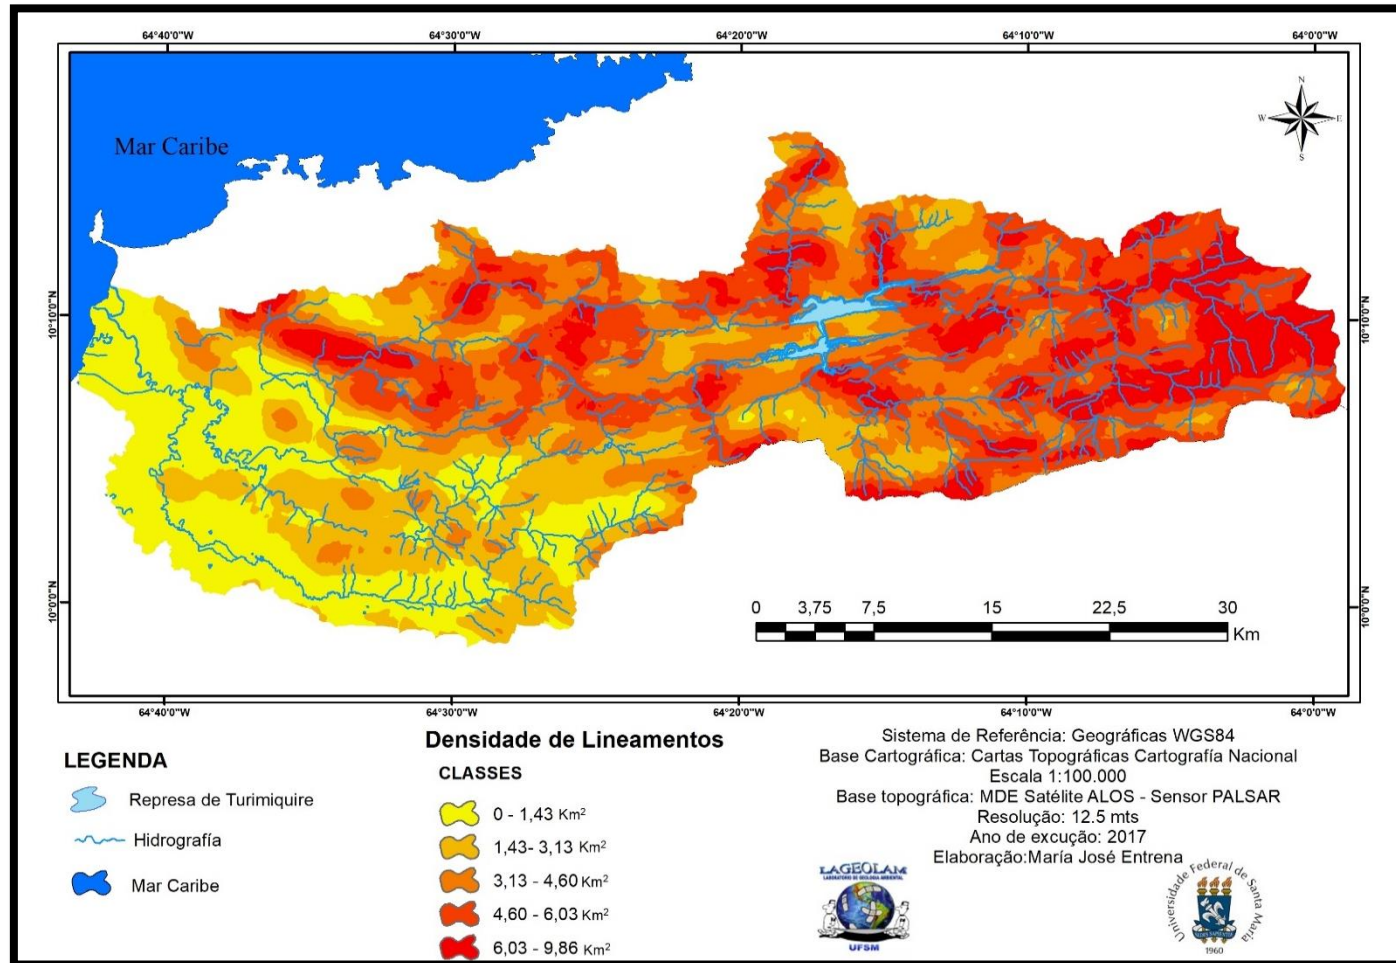 64°40'0"W 64°30'0"W 64°20'0"W 64°10'0"W 64°0'0"W
Mar Caribe
N
W E
S
10°10'0"N 10°10'0"N
10°0'0"N 10°0'0"N
0 3,75 7,5 15 22,5 30
Km
64°40'0"W 64°30'0"W 64°20'0"W 64°10'0"W 64°0'0"W
LEGENDA
Represa de Turimiquire
Hidrografía
Mar Caribe
Densidade de Lineamentos
CLASSES
0 - 1,43 Km²
1,43- 3,13 Km²
3,13 - 4,60 Km²
4,60 - 6,03 Km²
6,03 - 9,86 Km²
Sistema de Referência: Geográficas WGS84
Base Cartográfica: Cartas Topográficas Cartografía Nacional
Escala 1:100.000
Base topográfica: MDE Satélite ALOS - Sensor PALSAR
Resolução: 12.5 mts
Ano de excução: 2017
Elaboração:María José Entrena
LAGEOLAM
LABORATÓRIO DE GEOLOGIA AMBIENTAL
UFSM
Universidade Federal de Santa Maria
1960